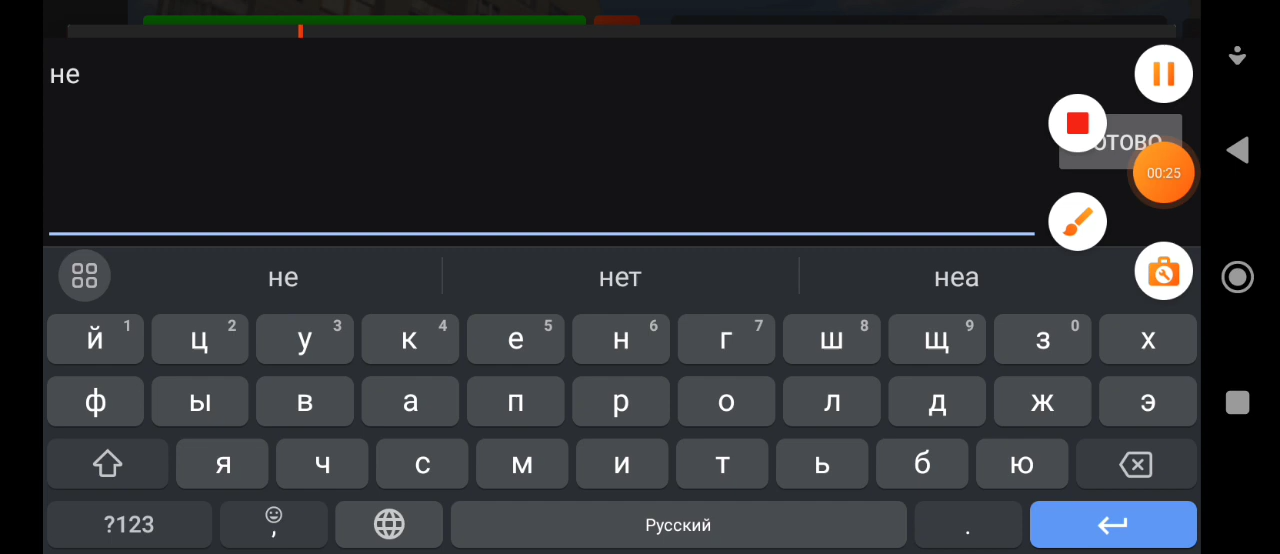 не
ОТОВО
00:25
не нет неа
й 1 ц 2 у 3 к 4 е 5 н 6 г 7 ш 8 щ 9 з 0 х
ф ы в а п р о л д ж э
я ч с м и т ь б ю
?123 , Русский .